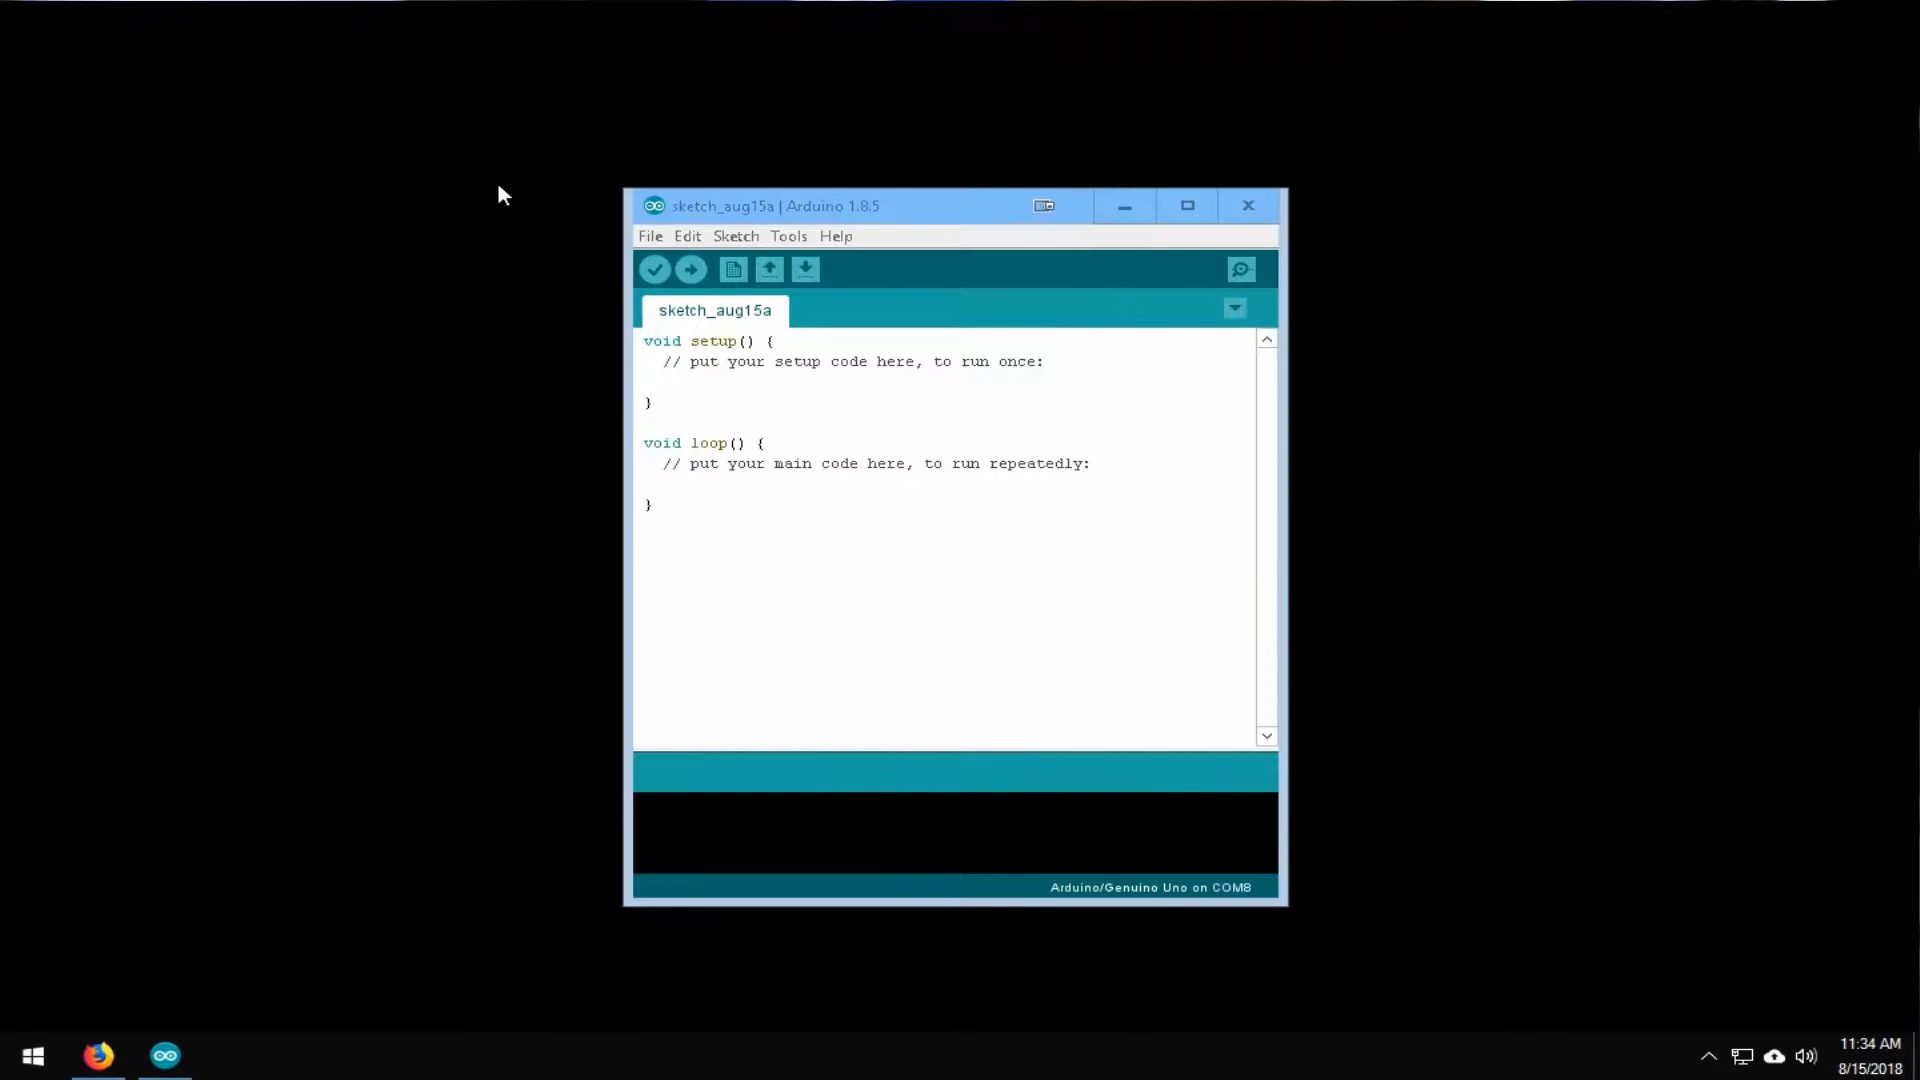 sketch_aug15a | Arduino 1.8.5
File Edit Sketch Tools Help
sketch_aug15a
void setup() {
  // put your setup code here, to run once:
}
void loop() {
  // put your main code here, to run repeatedly:
}
Arduino/Genuino Uno on COM8
11:34 AM
8/15/2018